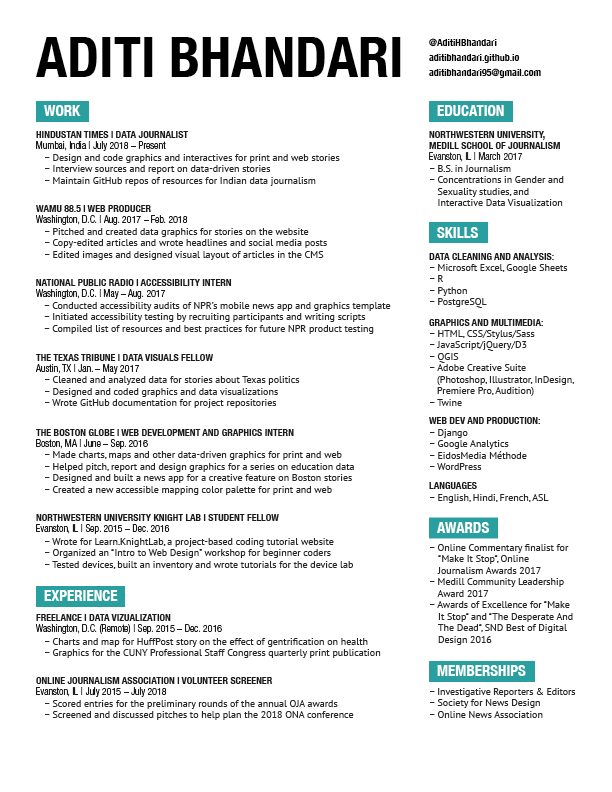 ADITI BHANDARI
@AditiHBhandari
aditibhandari.github.io
aditibhandari95@gmail.com
WORK
HINDUSTAN TIMES | DATA JOURNALIST
Mumbai, India | July 2018 – Present
– Design and code graphics and interactives for print and web stories
– Interview sources and report on data-driven stories
– Maintain GitHub repos of resources for Indian data journalism
WAMU 88.5 | WEB PRODUCER
Washington, D.C. | Aug. 2017 – Feb. 2018
– Pitched and created data graphics for stories on the website
– Copy-edited articles and wrote headlines and social media posts
– Edited images and designed visual layout of articles in the CMS
NATIONAL PUBLIC RADIO | ACCESSIBILITY INTERN
Washington, D.C. | May – Aug. 2017
– Conducted accessibility audits of NPR's mobile news app and graphics template
– Initiated accessibility testing by recruiting participants and writing scripts
– Compiled list of resources and best practices for future NPR product testing
THE TEXAS TRIBUNE | DATA VISUALS FELLOW
Austin, TX | Jan. – May 2017
– Cleaned and analyzed data for stories about Texas politics
– Designed and coded graphics and data visualizations
– Wrote GitHub documentation for project repositories
THE BOSTON GLOBE | WEB DEVELOPMENT AND GRAPHICS INTERN
Boston, MA | June – Sep. 2016
– Made charts, maps and other data-driven graphics for print and web
– Helped pitch, report and design graphics for a series on education data
– Designed and built a news app for a creative feature on Boston stories
– Created a new accessible mapping color palette for print and web
NORTHWESTERN UNIVERSITY KNIGHT LAB | STUDENT FELLOW
Evanston, IL | Sep. 2015 – Dec. 2016
– Wrote for Learn.KnightLab, a project-based coding tutorial website
– Organized an "Intro to Web Design" workshop for beginner coders
– Tested devices, built an inventory and wrote tutorials for the device lab
EXPERIENCE
FREELANCE | DATA VIZUALIZATION
Washington, D.C. (Remote) | Sep. 2015 – Dec. 2016
– Charts and map for HuffPost story on the effect of gentrification on health
– Graphics for the CUNY Professional Staff Congress quarterly print publication
ONLINE JOURNALISM ASSOCIATION | VOLUNTEER SCREENER
Evanston, IL | July 2015 – July 2018
– Scored entries for the preliminary rounds of the annual OJA awards
– Screened and discussed pitches to help plan the 2018 ONA conference
EDUCATION
NORTHWESTERN UNIVERSITY,
MEDILL SCHOOL OF JOURNALISM
Evanston, IL | March 2017
– B.S. in Journalism
– Concentrations in Gender and
Sexuality studies, and
Interactive Data Visualization
SKILLS
DATA CLEANING AND ANALYSIS:
– Microsoft Excel, Google Sheets
– R
– Python
– PostgreSQL
GRAPHICS AND MULTIMEDIA:
– HTML, CSS/Stylus/Sass
– JavaScript/jQuery/D3
– QGIS
– Adobe Creative Suite
(Photoshop, Illustrator, InDesign,
Premiere Pro, Audition)
– Twine
WEB DEV AND PRODUCTION:
– Django
– Google Analytics
– EidosMedia Méthode
– WordPress
LANGUAGES
– English, Hindi, French, ASL
AWARDS
– Online Commentary finalist for
"Make It Stop", Online
Journalism Awards 2017
– Medill Community Leadership
Award 2017
– Awards of Excellence for "Make
It Stop" and "The Desperate And
The Dead", SND Best of Digital
Design 2016
MEMBERSHIPS
– Investigative Reporters & Editors
– Society for News Design
– Online News Association